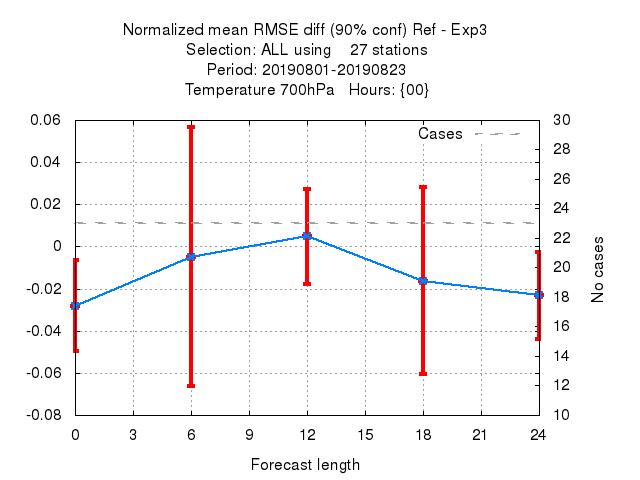 Normalized mean RMSE diff (90% conf) Ref - Exp3
Selection: ALL using 27 stations
Period: 20190801-20190823
Temperature 700hPa Hours: {00}
Cases
0.06
0.04
0.02
0
-0.02
-0.04
-0.06
-0.08
30
28
26
24
22
20
18
16
14
12
10
No cases
0 3 6 9 12 15 18 21 24
Forecast length